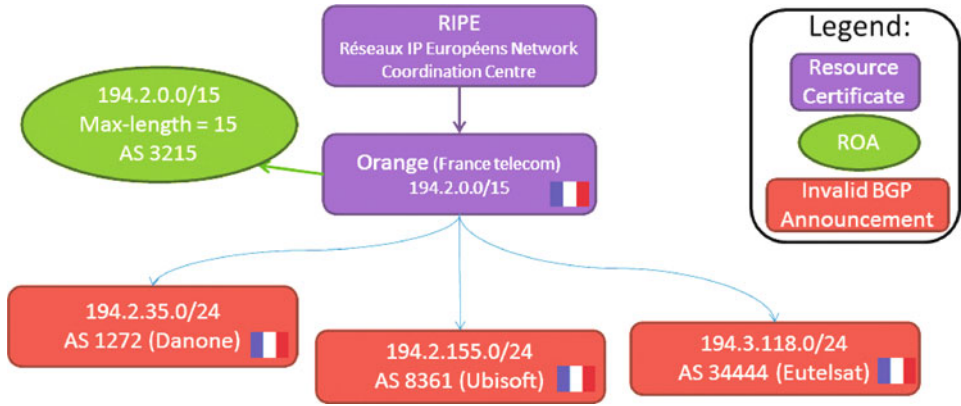 RIPE
Réseaux IP Européens Network
Coordination Centre
194.2.0.0/15
Max-length = 15
AS 3215
Orange (France telecom)
194.2.0.0/15
194.2.35.0/24
AS 1272 (Danone)
194.2.155.0/24
AS 8361 (Ubisoft)
194.3.118.0/24
AS 34444 (Eutelsat)
Legend:
Resource
Certificate
ROA
Invalid BGP
Announcement